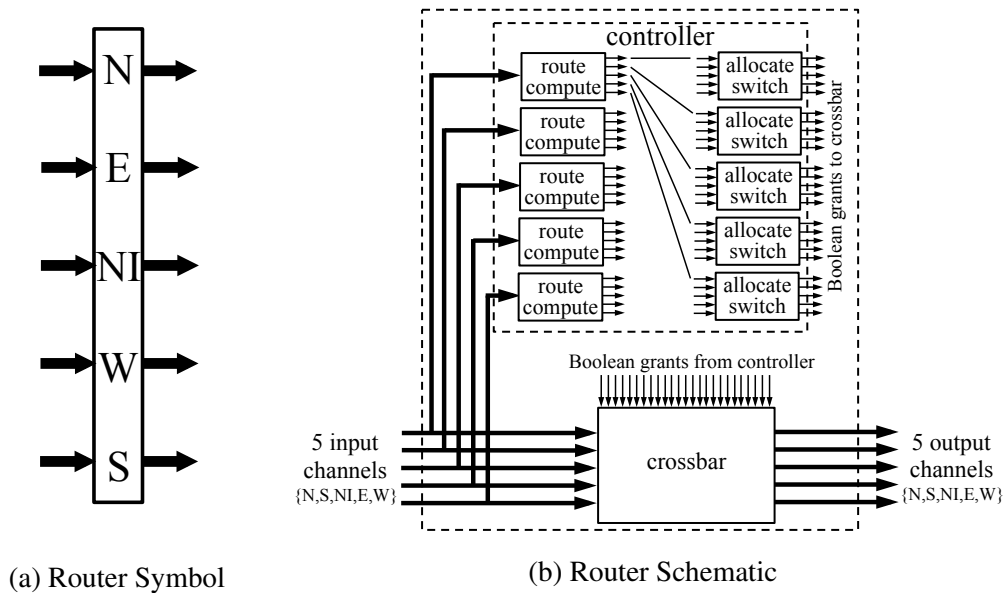 N
E
NI
W
S
(a) Router Symbol
controller
route
compute
allocate
switch
route
compute
allocate
switch
route
compute
allocate
switch
route
compute
allocate
switch
route
compute
allocate
switch
Boolean grants to crossbar
Boolean grants from controller
5 input
channels
{N,S,NI,E,W}
crossbar
5 output
channels
{N,S,NI,E,W}
(b) Router Schematic